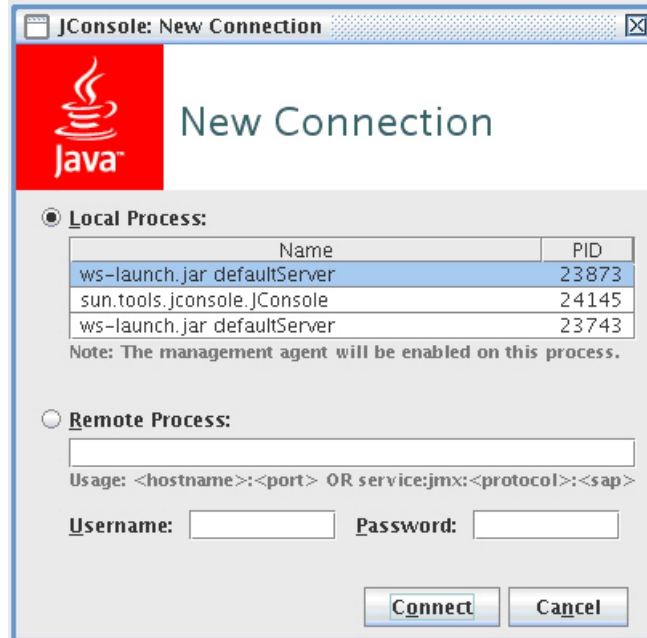 JConsole: New Connection
Java™
New Connection
Local Process:
Name PID
ws-launch.jar defaultServer 23873
sun.tools.jconsole.JConsole 24145
ws-launch.jar defaultServer 23743
Note: The management agent will be enabled on this process.
Remote Process:
Usage: <hostname>:<port> OR service:jmx:<protocol>:<sap>
Username: Password:
Connect Cancel